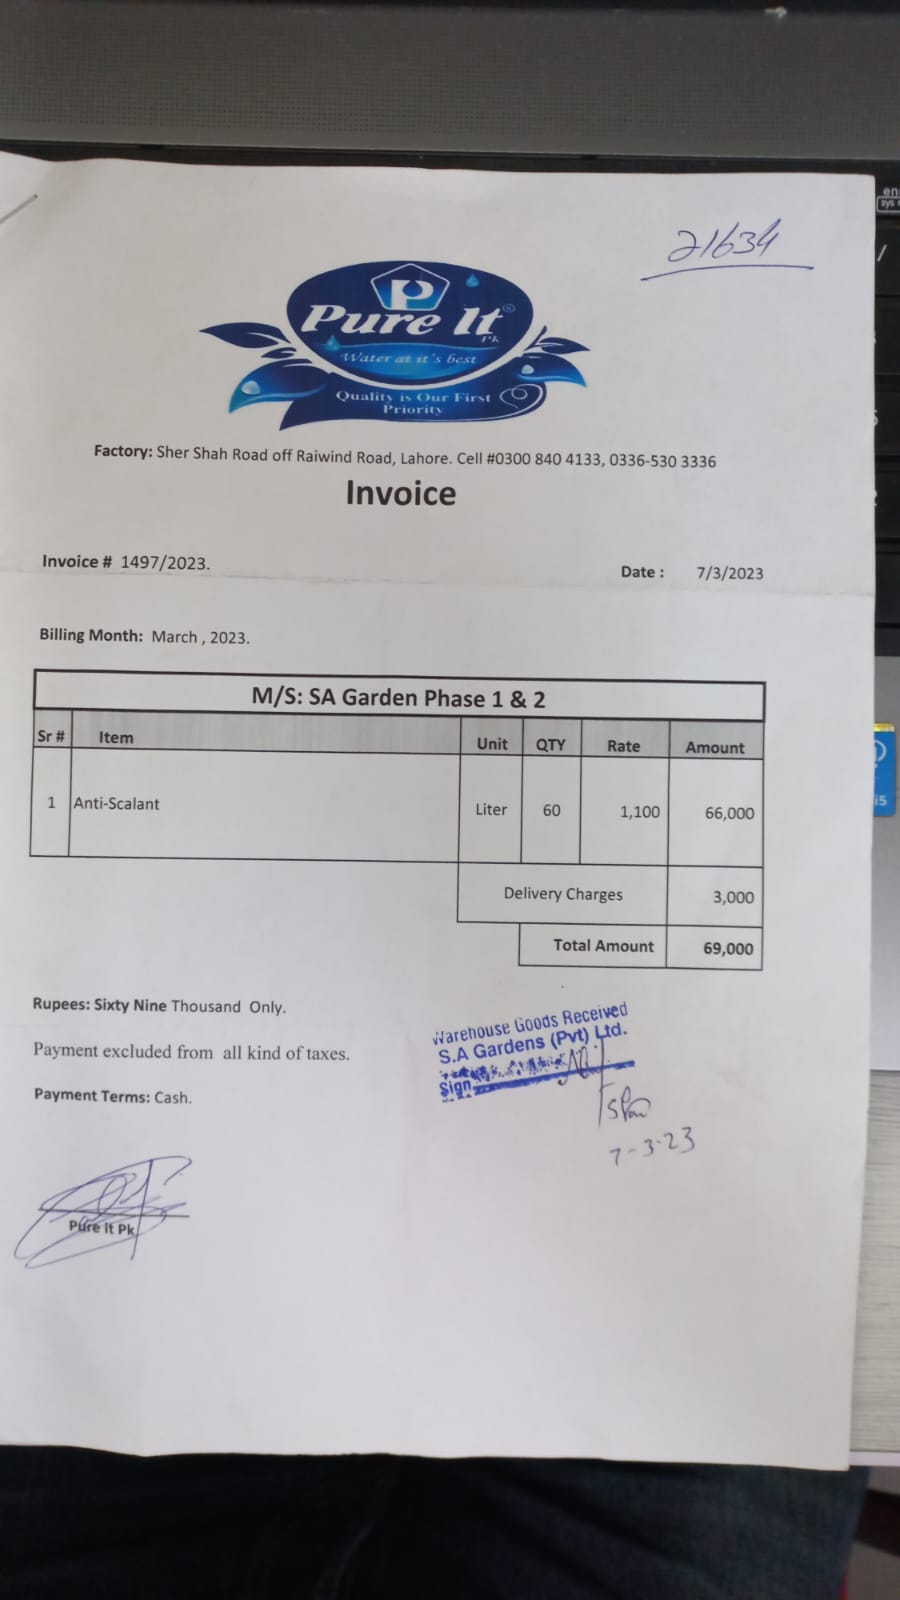 21634
P
Pure It®
Pk
Water at it's best
Quality is Our First
Priority
Factory: Sher Shah Road off Raiwind Road, Lahore. Cell #0300 840 4133, 0336-530 3336
Invoice
Invoice # 1497/2023.
Date : 7/3/2023
Billing Month: March , 2023.
M/S: SA Garden Phase 1 & 2
Sr # Item Unit QTY Rate Amount
1 Anti-Scalant Liter 60 1,100 66,000
Delivery Charges 3,000
Total Amount 69,000
Rupees: Sixty Nine Thousand Only.
Payment excluded from all kind of taxes.
Payment Terms: Cash.
Warehouse Goods Received
S.A Gardens (Pvt) Ltd.
Sign
7-3-23
Pure It Pk
en
sys
/
i5